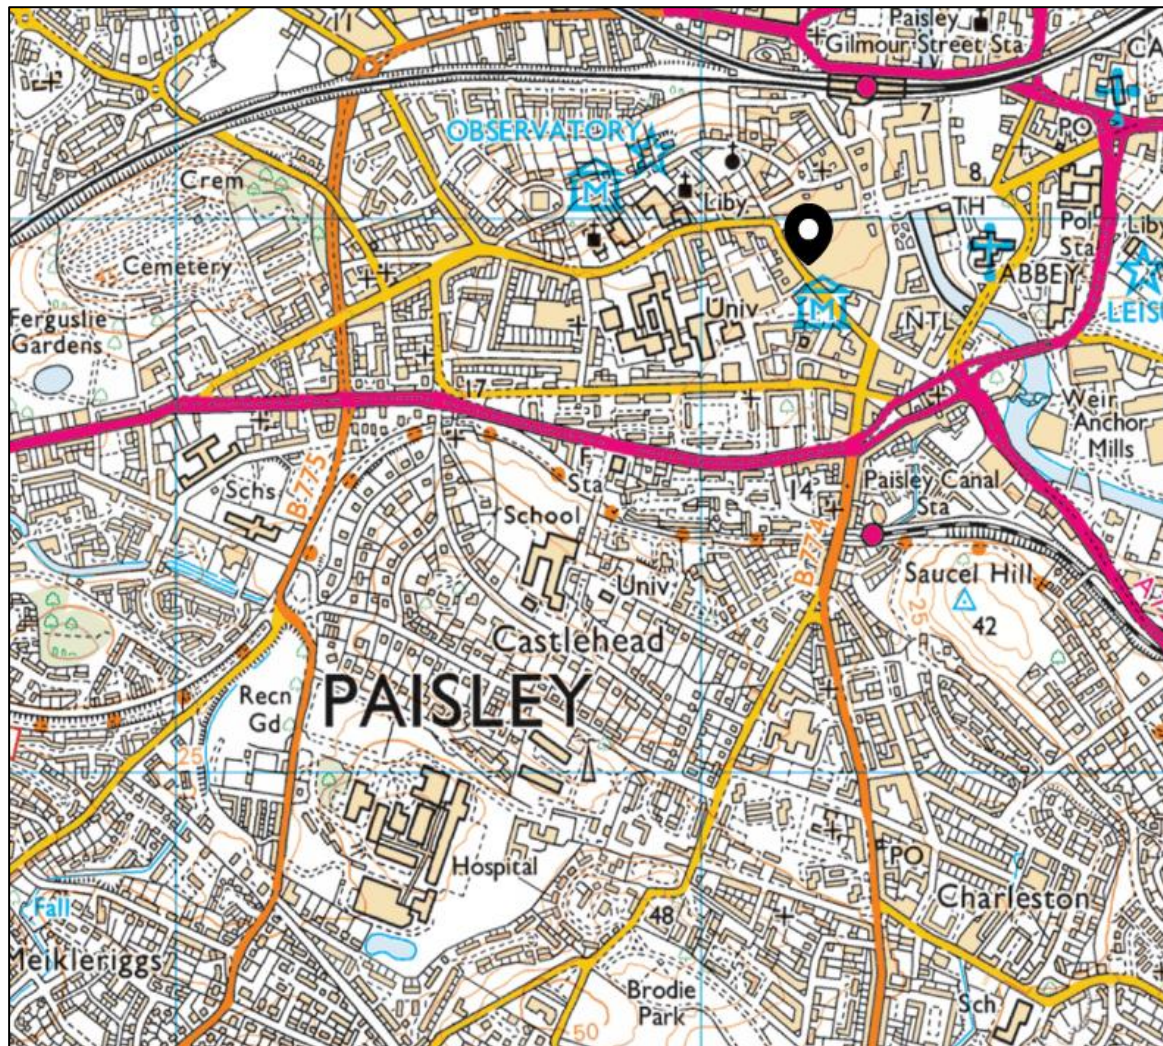 11
Paisley
Gilmour Street Sta
CA
OBSERVATORY
7
PO
Crem
M
Liby
8
TH
Pol
Sta
Liby
Cemetery
ABBEY
LEISU
Ferguslie
Gardens
Univ
M
NTL
17
Weir
Anchor
Mills
Schs
B 775
Sta
14
Paisley Canal
Sta
School
B 774
Univ
Saucel Hill
25
42
Castlehead
PAISLEY
Recn
Gd
25
Hospital
PO
Charleston
Fall
48
Meikleriggs
Brodie
Park
Sch
50